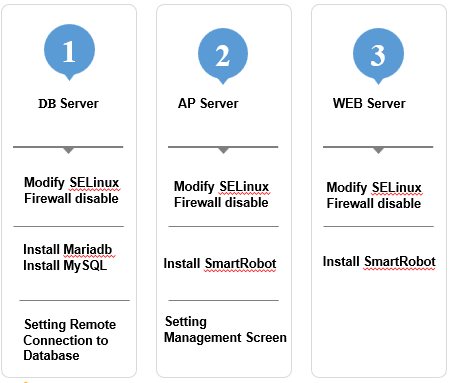 1
DB Server
Modify SELinux
Firewall disable
Install Mariadb
Install MySQL
Setting Remote
Connection to
Database
2
AP Server
Modify SELinux
Firewall disable
Install SmartRobot
Setting
Management Screen
3
WEB Server
Modify SELinux
Firewall disable
Install SmartRobot